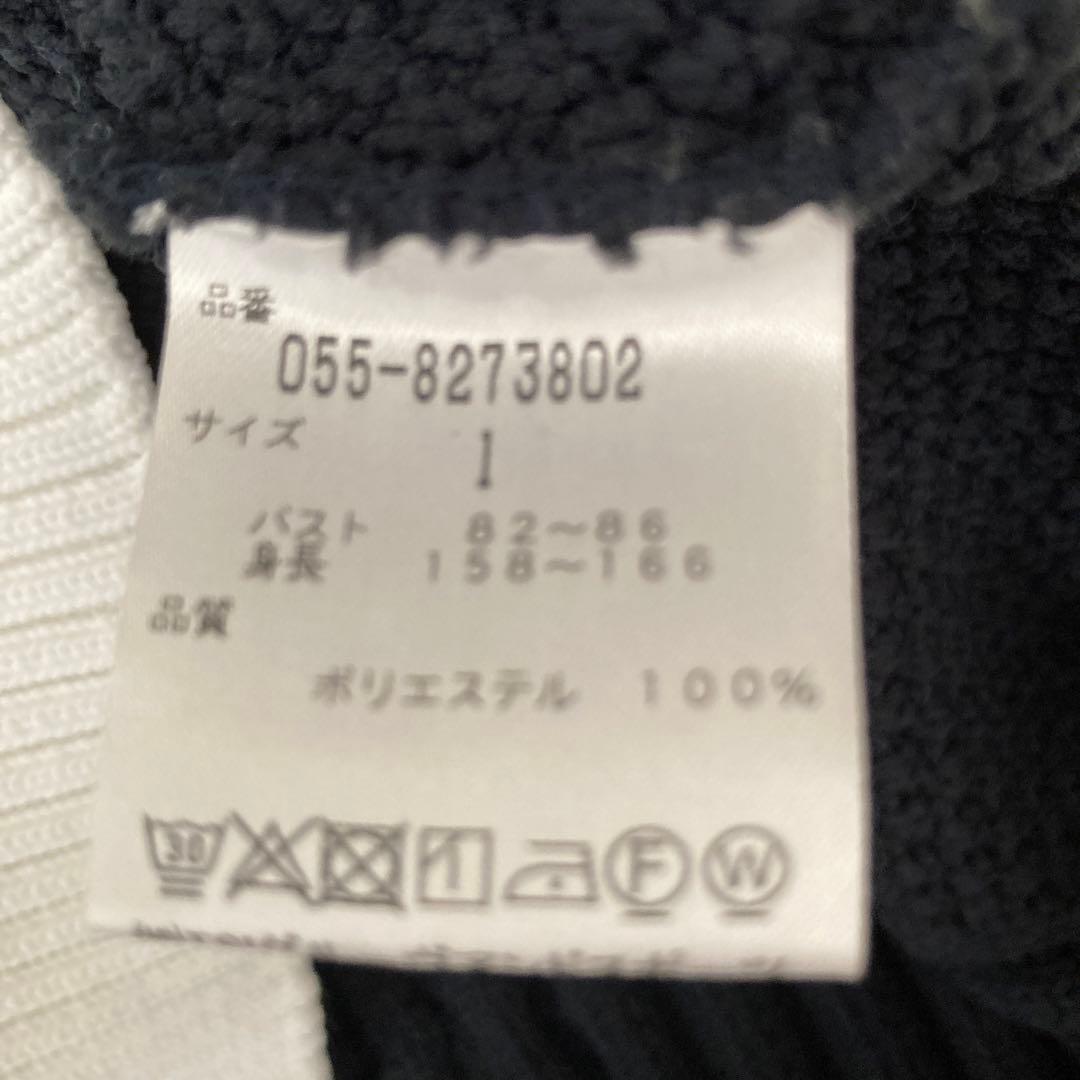 品番
055-8273802
サイズ 1
バスト 82~86
身長 158~166
品質
ポリエステル 100%
30
F W